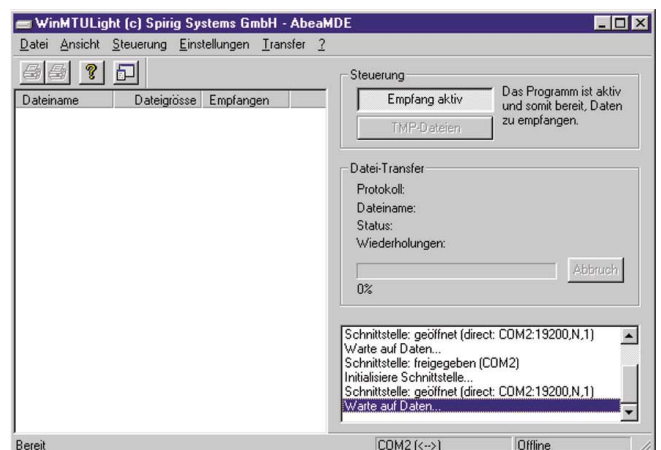 WinMTULight (c) Spirig Systems GmbH - AbeaMDE
Datei Ansicht Steuerung Einstellungen Transfer ?
Dateiname Dateigrösse Empfangen
Steuerung
Empfang aktiv
TMP-Dateien
Das Programm ist aktiv
und somit bereit, Daten
zu empfangen.
Datei-Transfer
Protokoll:
Dateiname:
Status:
Wiederholungen:
Abbruch
0%
Schnittstelle: geöffnet (direct: COM2:19200,N,1)
Warte auf Daten...
Schnittstelle: freigegeben (COM2)
Initialisiere Schnittstelle...
Schnittstelle: geöffnet (direct: COM2:19200,N,1)
Warte auf Daten...
Bereit COM2 (<-->) Offline